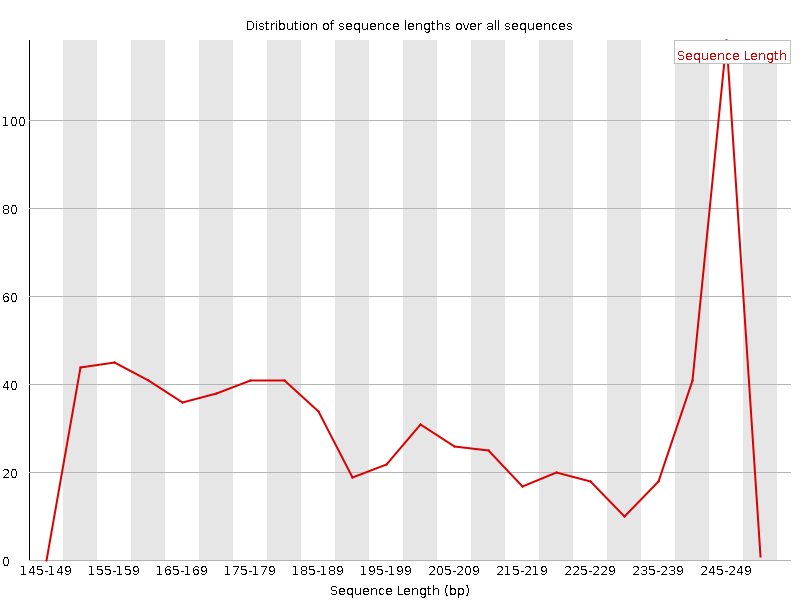 Distribution of sequence lengths over all sequences
Sequence Length
100
80
60
40
20
0
145-149 155-159 165-169 175-179 185-189 195-199 205-209 215-219 225-229 235-239 245-249
Sequence Length (bp)